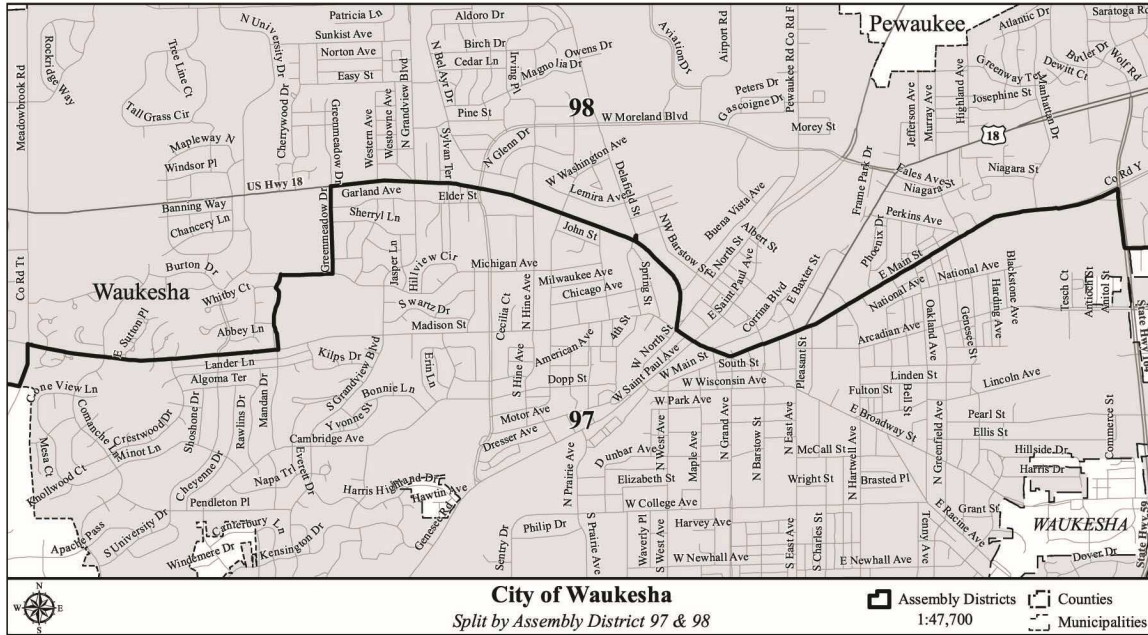 Patricia Ln
Sunkist Ave
Norton Ave
Easy St
N University Dr
Cherrywood Dr
Greenmeadow Dr
Western Ave
Westowne Ave
N Grandview Blvd
Meadowbrook Rd
Rockridge Way
Tree Line Ct
Tall Grass Cir
Mapleway N
Windsor Pl
Banning Way
Chancery Ln
Burton Dr
Whitby Ct
Abbey Ln
E Sutton Pl
Waukesha
Co Rd Tt
US Hwy 18
Aldoro Dr
Birch Dr
Cedar Ln
N Bel Ayr Dr
Irving Pl
Magnolia Dr
Owens Dr
Pine St
Sylvan Ter
N Glenn Dr
98
W Moreland Blvd
Aviation Dr
Airport Rd
Pewaukee Rd Co Rd F
Peters Dr
Gascoigne Dr
Morey St
Pewaukee
Atlantic Dr
Saratoga Rd
Butler Dr
Wolf Rd
Dewitt Ct
Greenway Ter
Josephine St
Manhattan Dr
Highland Ave
Murray Ave
Jefferson Ave
18
Niagara St
Eales Ave
Niagara St
Co Rd Y
Frame Park Dr
Perkins Ave
Phoenix Dr
E Main St
W Washington Ave
Delafield St
Lemira Ave
Garland Ave
Elder St
Sherryl Ln
Greenmeadow Dr
Jasper Ln
Hillview Cir
Swartz Dr
Madison St
Michigan Ave
John St
Milwaukee Ave
Chicago Ave
Spring St
Cecilia Ct
N Hine Ave
S Hine Ave
American Ave
4th St
NW Barstow St
Buena Vista Ave
E North St
Albert St
E Saint Paul Ave
Corrina Blvd
E Baxter St
W North St
W Saint Paul Ave
W Main St
South St
Pleasant St
National Ave
National Ave
Arcadian Ave
Oakland Ave
Genesee St
Harding Ave
Blackstone Ave
Tesch Ct
Antioch St
Anitol St
Lander Ln
Algoma Ter
Kilps Dr
S Grandview Blvd
Erin Ln
Bonnie Ln
Yvonne St
Cambridge Ave
Mandan Dr
Rawlins Dr
Shoshone Dr
Cone View Ln
Comanche Ln
Crestwood Dr
Minot Ln
Mesa Ct
Knollwood Ct
Cheyenne Dr
Napa Trl
Everett Dr
Pendleton Pl
Apache Pass
S University Dr
Windemere Dr
Canterbury Ln
Kensington Dr
Harris Highland Dr
Hawtin Ave
Genesee Rd
Dopp St
Motor Ave
Dresser Ave
97
N Prairie Ave
S Prairie Ave
Sentry Dr
Philip Dr
W Wisconsin Ave
W Park Ave
Dunbar Ave
Elizabeth St
W College Ave
N West Ave
S West Ave
Maple Ave
N Grand Ave
N Barstow St
N East Ave
S East Ave
Waverly Pl
Harvey Ave
W Newhall Ave
McCall St
Wright St
S Charles St
N Hartwell Ave
Brasted Pl
E Newhall Ave
Tenny Ave
E Racine Ave
Fulton St
Bell St
Linden St
Lincoln Ave
E Broadway St
N Greenfield Ave
Pearl St
Ellis St
Commerce St
Hillside Dr
Harris Dr
Grant St
WAUKESHA
Dover Dr
State Hwy 59
N
W
E
S
City of Waukesha
Split by Assembly District 97 & 98
Assembly Districts
1:47,700
Counties
Municipalities